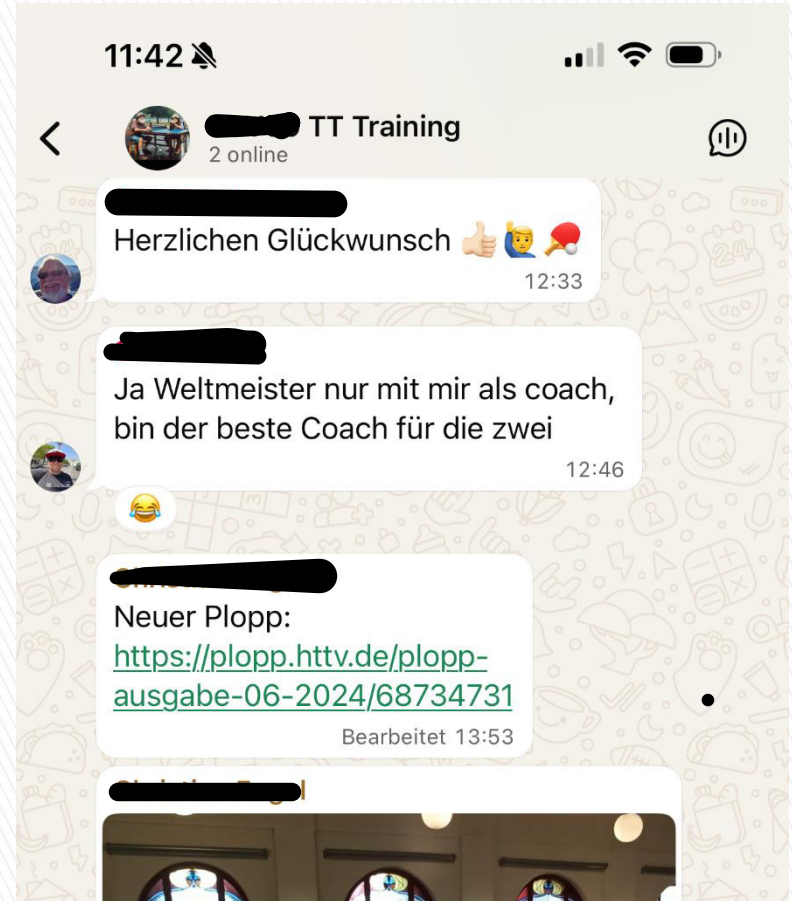 11:42
TT Training
2 online
Herzlichen Glückwunsch 👍🏻🙋‍♂️🏓
12:33
Ja Weltmeister nur mit mir als coach,
bin der beste Coach für die zwei
12:46
😂
Neuer Plopp:
https://plopp.httv.de/plopp-
ausgabe-06-2024/68734731
Bearbeitet 13:53